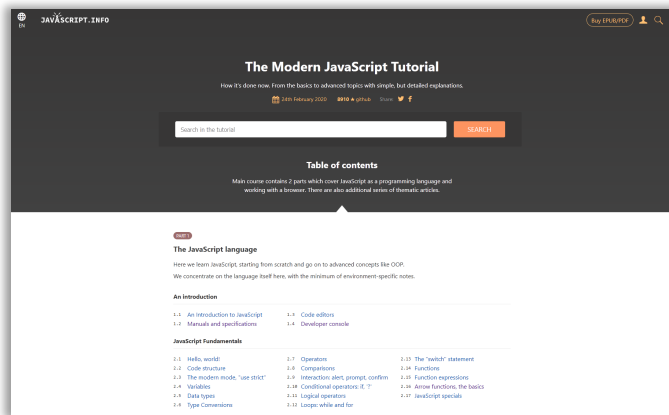 EN
JAVASCRIPT.INFO
Buy EPUB/PDF
The Modern JavaScript Tutorial
How it's done now. From the basics to advanced topics with simple, but detailed explanations.
24th February 2020 8910 ★ github Share
Search in the tutorial SEARCH
Table of contents
Main course contains 2 parts which cover JavaScript as a programming language and
working with a browser. There are also additional series of thematic articles.
PART 1
The JavaScript language
Here we learn JavaScript, starting from scratch and go on to advanced concepts like OOP.
We concentrate on the language itself here, with the minimum of environment-specific notes.
An introduction
1.1 An Introduction to JavaScript
1.2 Manuals and specifications
1.3 Code editors
1.4 Developer console
JavaScript Fundamentals
2.1 Hello, world!
2.2 Code structure
2.3 The modern mode, "use strict"
2.4 Variables
2.5 Data types
2.6 Type Conversions
2.7 Operators
2.8 Comparisons
2.9 Interaction: alert, prompt, confirm
2.10 Conditional operators: if, '?'
2.11 Logical operators
2.12 Loops: while and for
2.13 The "switch" statement
2.14 Functions
2.15 Function expressions
2.16 Arrow functions, the basics
2.17 JavaScript specials